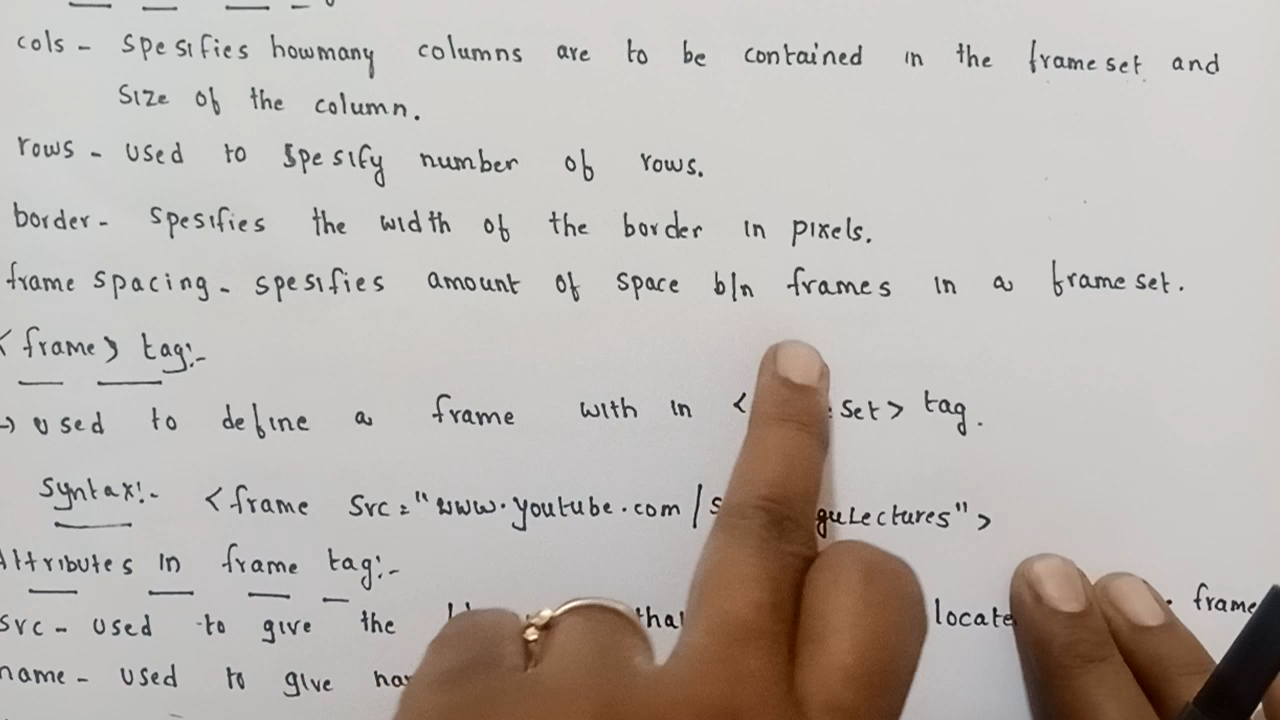 cols - spesifies howmany columns are to be contained in the frameset and
size of the column.
rows - used to spesify number of rows.
border - spesifies the width of the border in pixels.
frame spacing - spesifies amount of space b/n frames in a frameset.
<frame> tag:-
→ used to define a frame with in < set> tag.
Syntax:- <frame src="www.youtube.com/s guLectures">
Attributes in frame tag:-
src - used to give the that locate frame
name - used to give